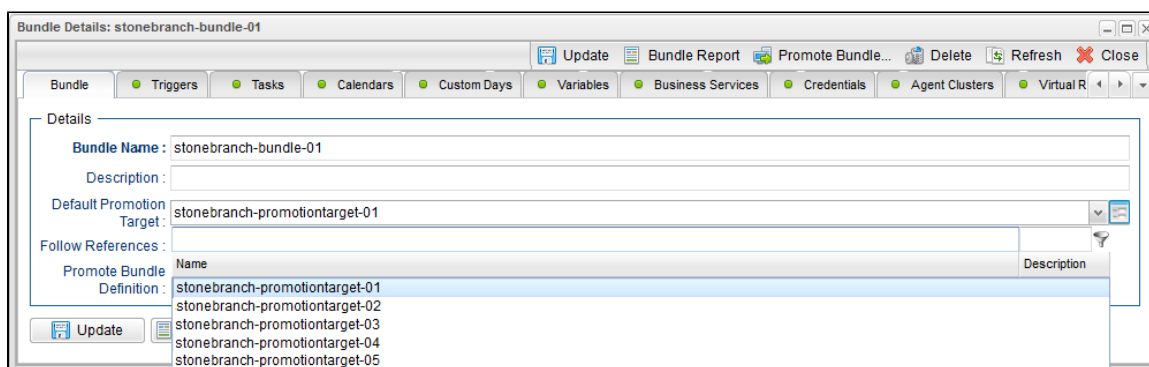 Bundle Details: stonebranch-bundle-01
Update Bundle Report Promote Bundle... Delete Refresh Close
Bundle Triggers Tasks Calendars Custom Days Variables Business Services Credentials Agent Clusters Virtual R
Details
Bundle Name : stonebranch-bundle-01
Description :
Default Promotion
Target : stonebranch-promotiontarget-01
Follow References :
Name Description
Promote Bundle
Definition : stonebranch-promotiontarget-01
stonebranch-promotiontarget-02
stonebranch-promotiontarget-03
Update
stonebranch-promotiontarget-04
stonebranch-promotiontarget-05